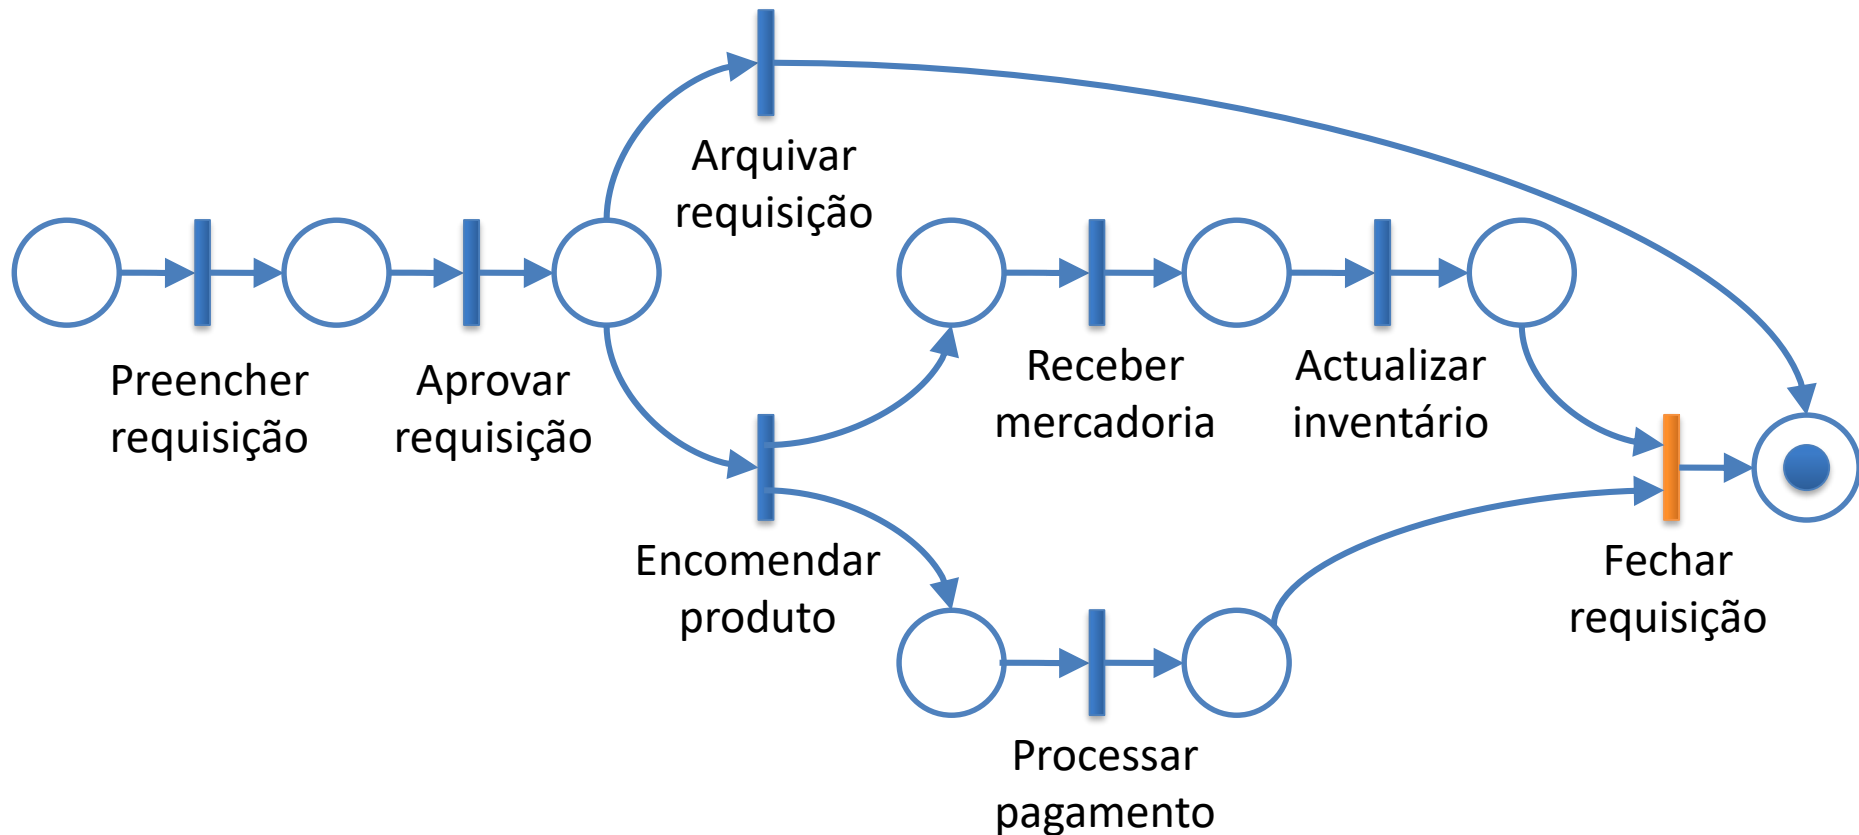 Arquivar
requisição
Preencher
requisição
Aprovar
requisição
Receber
mercadoria
Actualizar
inventário
Encomendar
produto
Fechar
requisição
Processar
pagamento